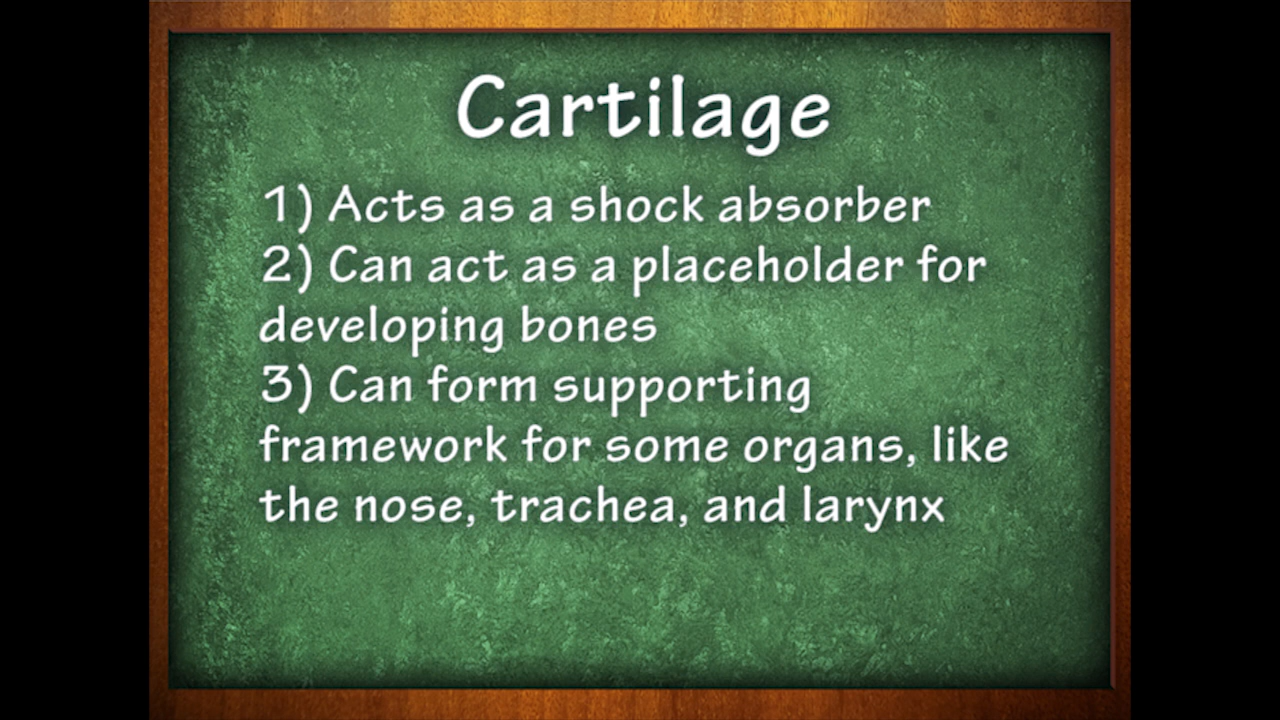 Cartilage
1) Acts as a shock absorber
2) Can act as a placeholder for
developing bones
3) Can form supporting
framework for some organs, like
the nose, trachea, and larynx